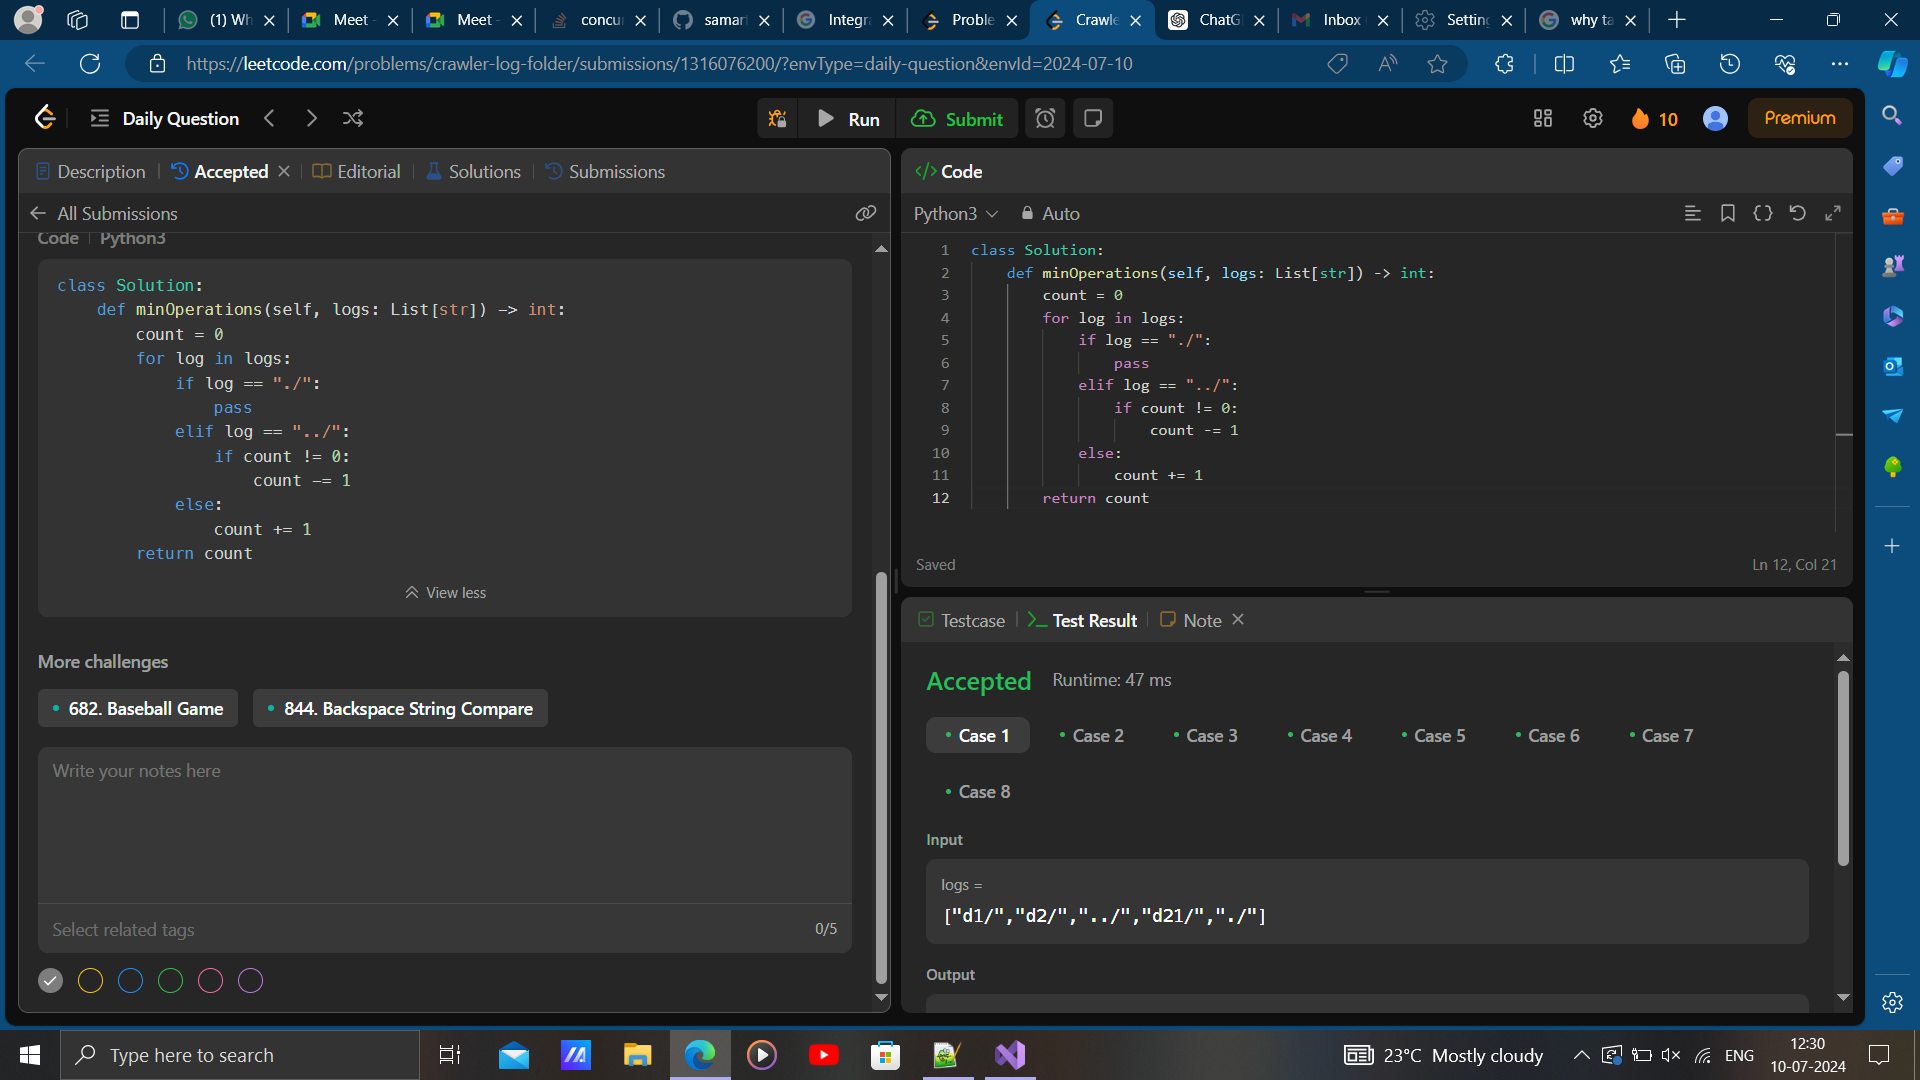 (1) Wh
Meet -
Meet -
concur
samar
Integra
Proble
Crawle
ChatG
Inbox
Setting
why ta
https://leetcode.com/problems/crawler-log-folder/submissions/1316076200/?envType=daily-question&envId=2024-07-10
Daily Question
Run
Submit
10
Premium
Description
Accepted
Editorial
Solutions
Submissions
All Submissions
Code | Python3
class Solution:
    def minOperations(self, logs: List[str]) -> int:
        count = 0
        for log in logs:
            if log == "./":
                pass
            elif log == "../":
                if count != 0:
                    count -= 1
            else:
                count += 1
        return count
View less
More challenges
682. Baseball Game
844. Backspace String Compare
Write your notes here
Select related tags
0/5
</> Code
Python3
Auto
1 class Solution:
2     def minOperations(self, logs: List[str]) -> int:
3         count = 0
4         for log in logs:
5             if log == "./":
6                 pass
7             elif log == "../":
8                 if count != 0:
9                     count -= 1
10             else:
11                 count += 1
12         return count
Saved
Ln 12, Col 21
Testcase
Test Result
Note
Accepted
Runtime: 47 ms
Case 1
Case 2
Case 3
Case 4
Case 5
Case 6
Case 7
Case 8
Input
logs =
["d1/","d2/","../","d21/","./"]
Output
Type here to search
23°C Mostly cloudy
ENG
12:30
10-07-2024